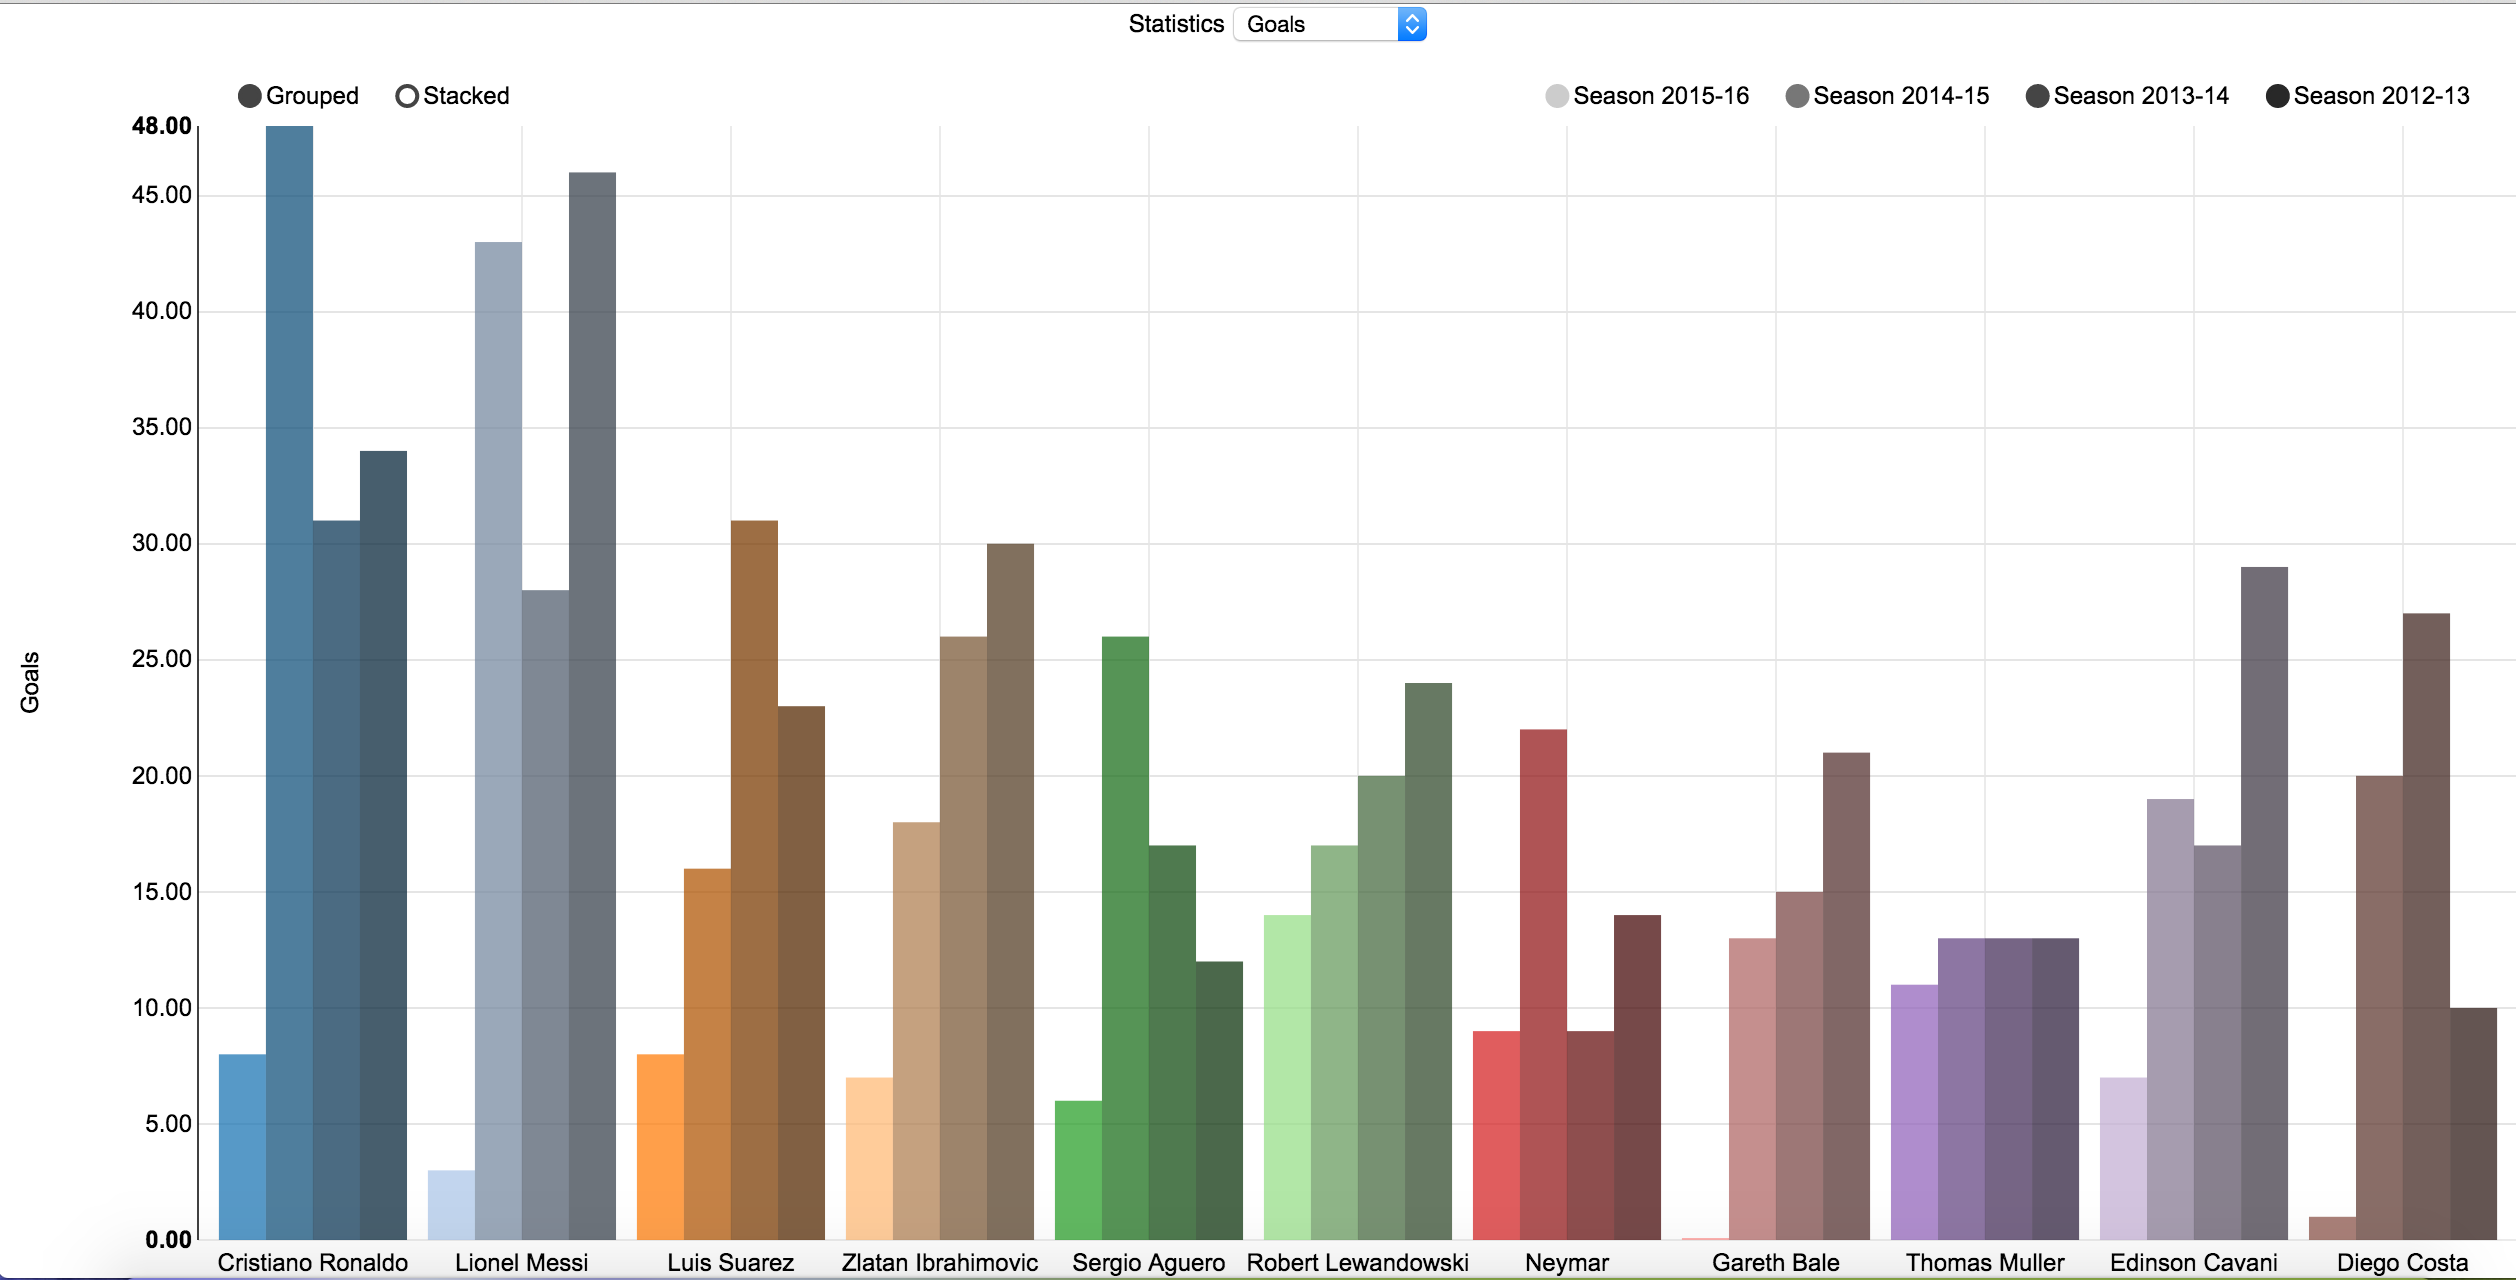 Statistics Goals
Grouped Stacked
Season 2015-16 Season 2014-15 Season 2013-14 Season 2012-13
48.00
45.00
40.00
35.00
30.00
25.00
20.00
15.00
10.00
5.00
0.00
Goals
Cristiano Ronaldo Lionel Messi Luis Suarez Zlatan Ibrahimovic Sergio Aguero Robert Lewandowski Neymar Gareth Bale Thomas Muller Edinson Cavani Diego Costa